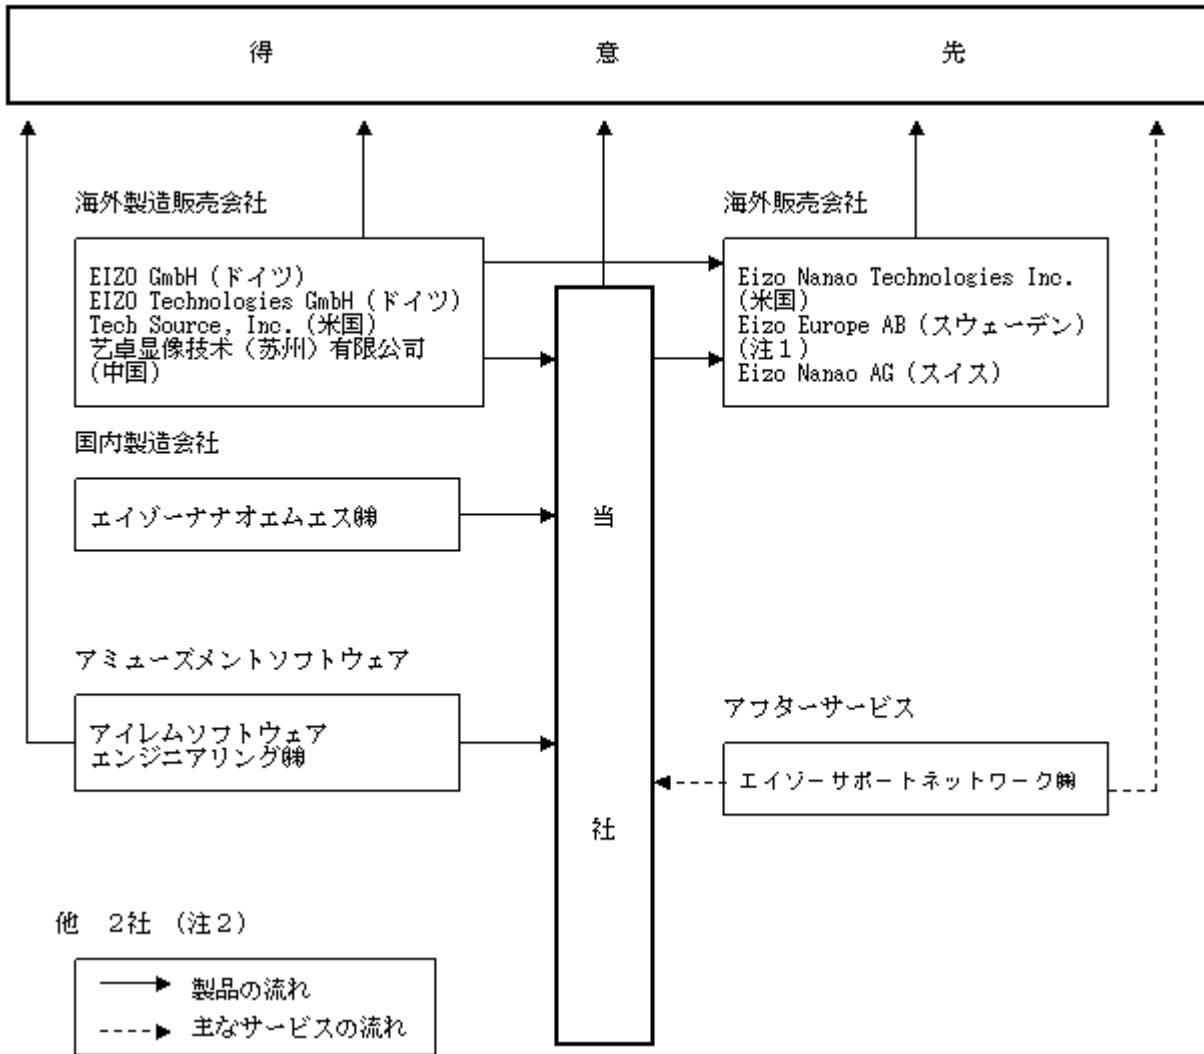 得意先
海外製造販売会社
EIZO GmbH（ドイツ）
EIZO Technologies GmbH（ドイツ）
Tech Source, Inc.（米国）
艺卓显像技术（苏州）有限公司
（中国）
海外販売会社
Eizo Nanao Technologies Inc.
（米国）
Eizo Europe AB（スウェーデン）
（注１）
Eizo Nanao AG（スイス）
国内製造会社
エイゾーナナオエムエス㈱
当社
アミューズメントソフトウェア
アイレムソフトウェア
エンジニアリング㈱
アフターサービス
エイゾーサポートネットワーク㈱
他　２社（注２）
製品の流れ
主なサービスの流れ